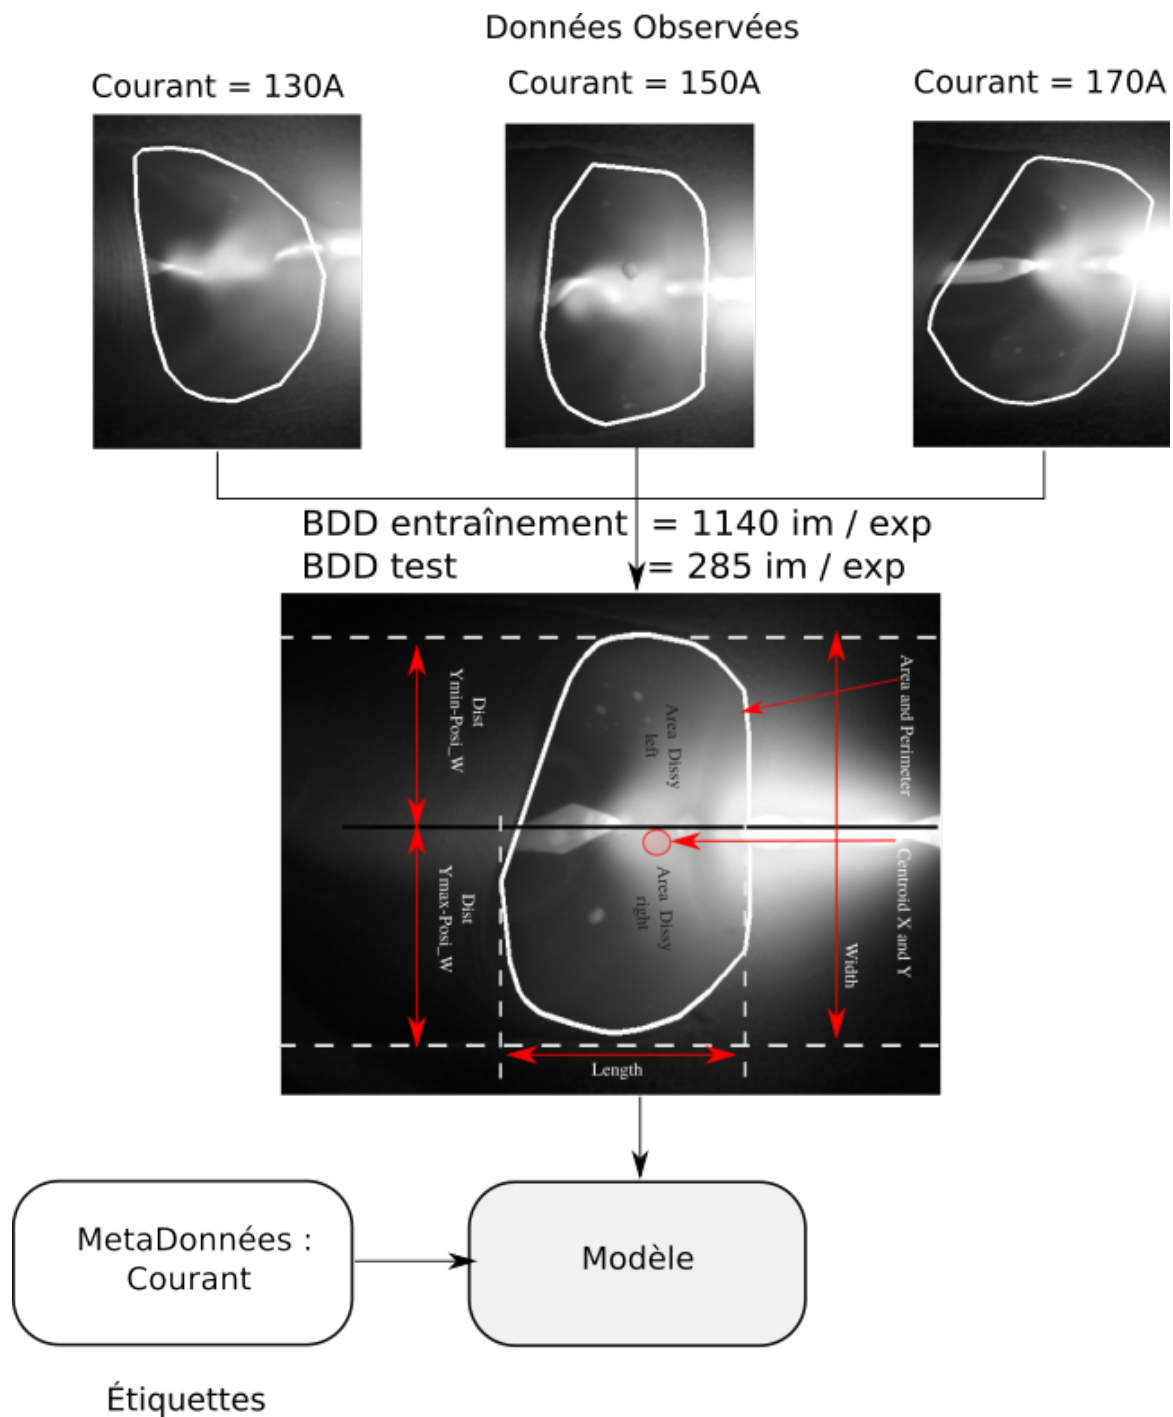 Données Observées
Courant = 130A
Courant = 150A
Courant = 170A
BDD entraînement = 1140 im / exp
BDD test = 285 im / exp
Dist
Ymin-Posi_W
Area Dissy
left
Area and Perimeter
Dist
Ymax-Posi_W
Area Dissy
right
Centroid X and Y
Width
Length
MetaDonnées :
Courant
Modèle
Étiquettes